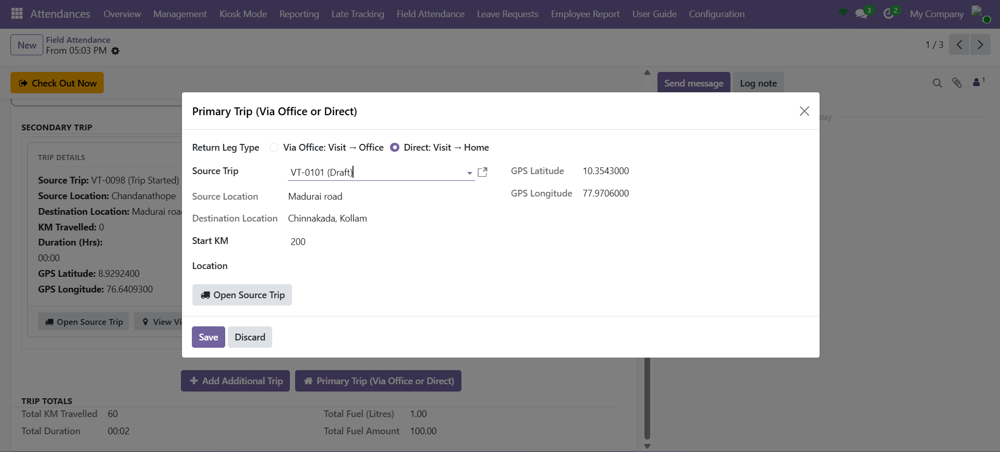 Attendances Overview Management Kiosk Mode Reporting Late Tracking Field Attendance Leave Requests Employee Report User Guide Configuration 3 2 My Company
New Field Attendance
From 05:03 PM
1 / 3
Check Out Now
Send message Log note 1
day
Primary Trip (Via Office or Direct)
Return Leg Type Via Office: Visit → Office Direct: Visit → Home
Source Trip VT-0101 (Draft)
GPS Latitude 10.3543000
Source Location Madurai road
GPS Longitude 77.9706000
Destination Location Chinnakada, Kollam
Start KM 200
Location
Open Source Trip
Save Discard
SECONDARY TRIP
TRIP DETAILS
Source Trip: VT-0098 (Trip Started)
Source Location: Chandanathope
Destination Location: Madurai roa
KM Travelled: 0
Duration (Hrs):
00:00
GPS Latitude: 8.9292400
GPS Longitude: 76.6409300
Open Source Trip View Vi
Add Additional Trip Primary Trip (Via Office or Direct)
TRIP TOTALS
Total KM Travelled 60 Total Fuel (Litres) 1.00
Total Duration 00:02 Total Fuel Amount 100.00